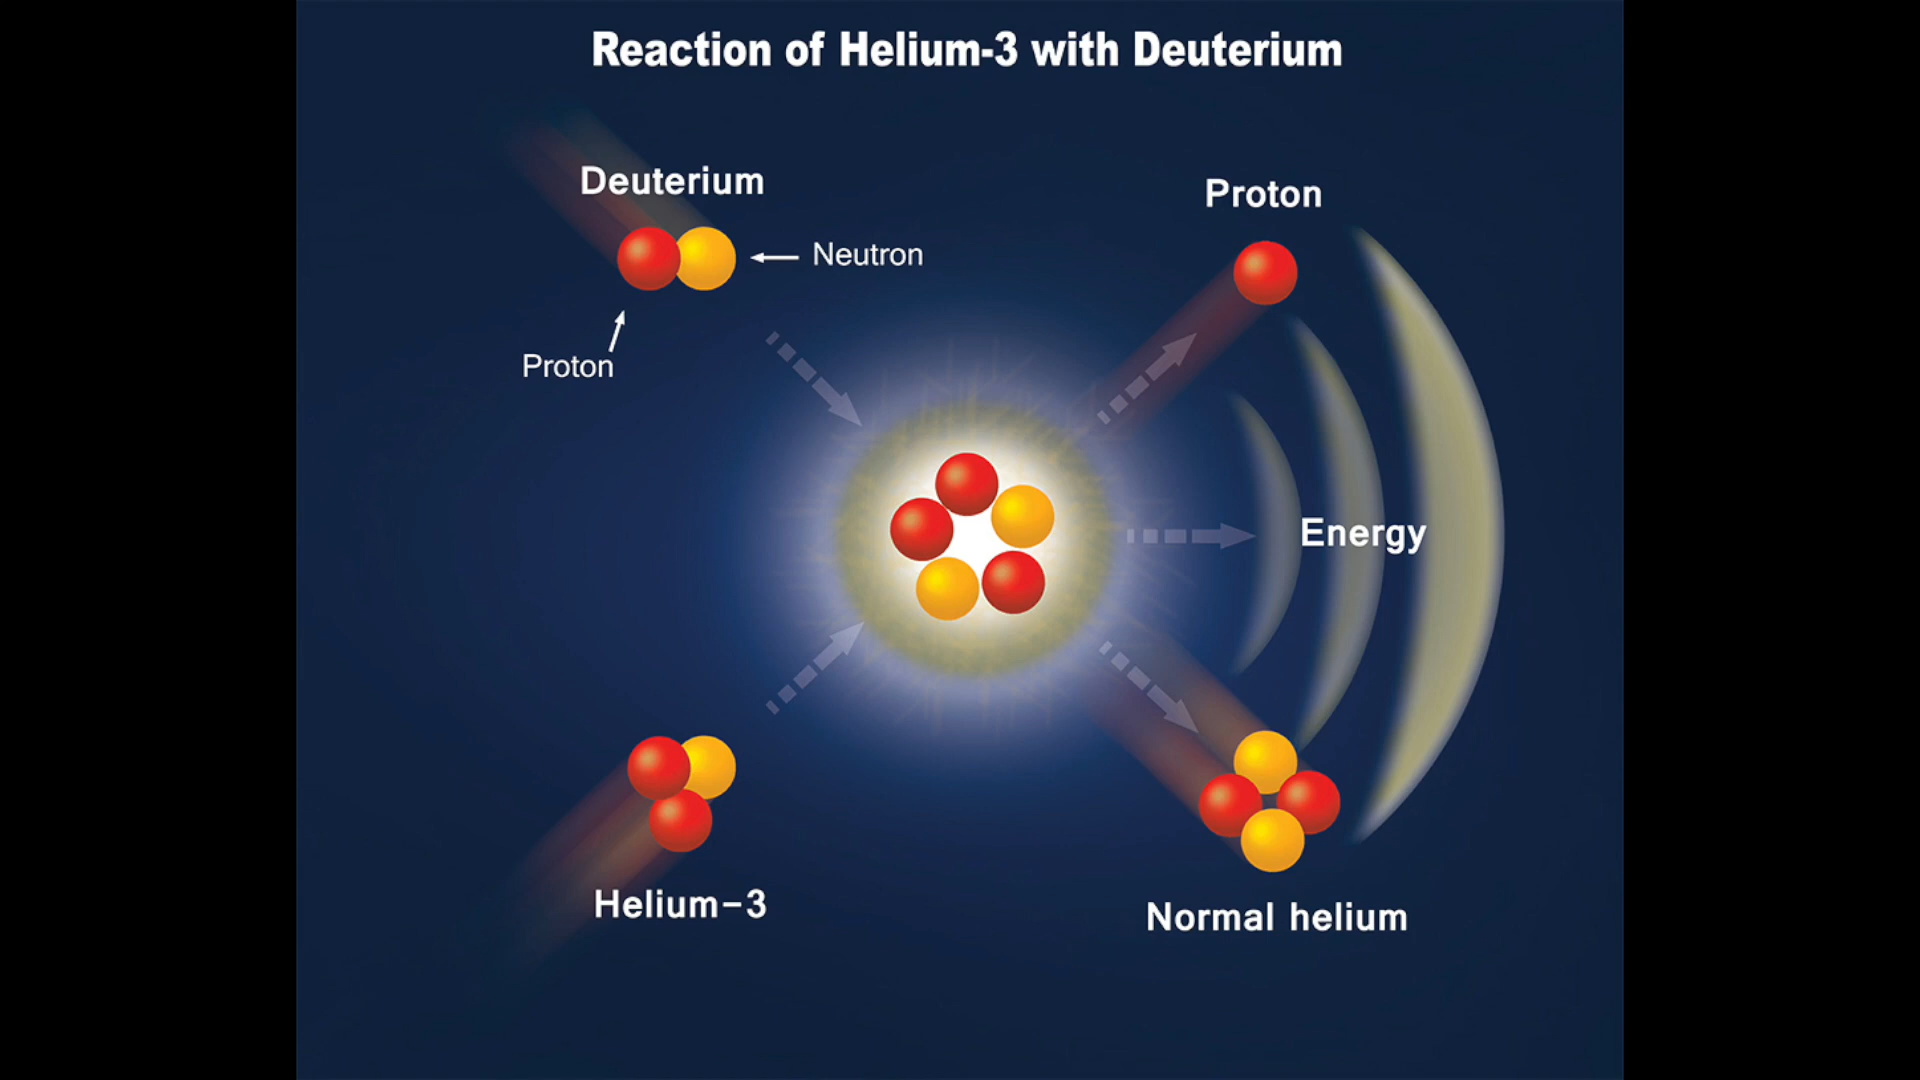 Reaction of Helium-3 with Deuterium
Deuterium
Neutron
Proton
Proton
Energy
Helium-3
Normal helium